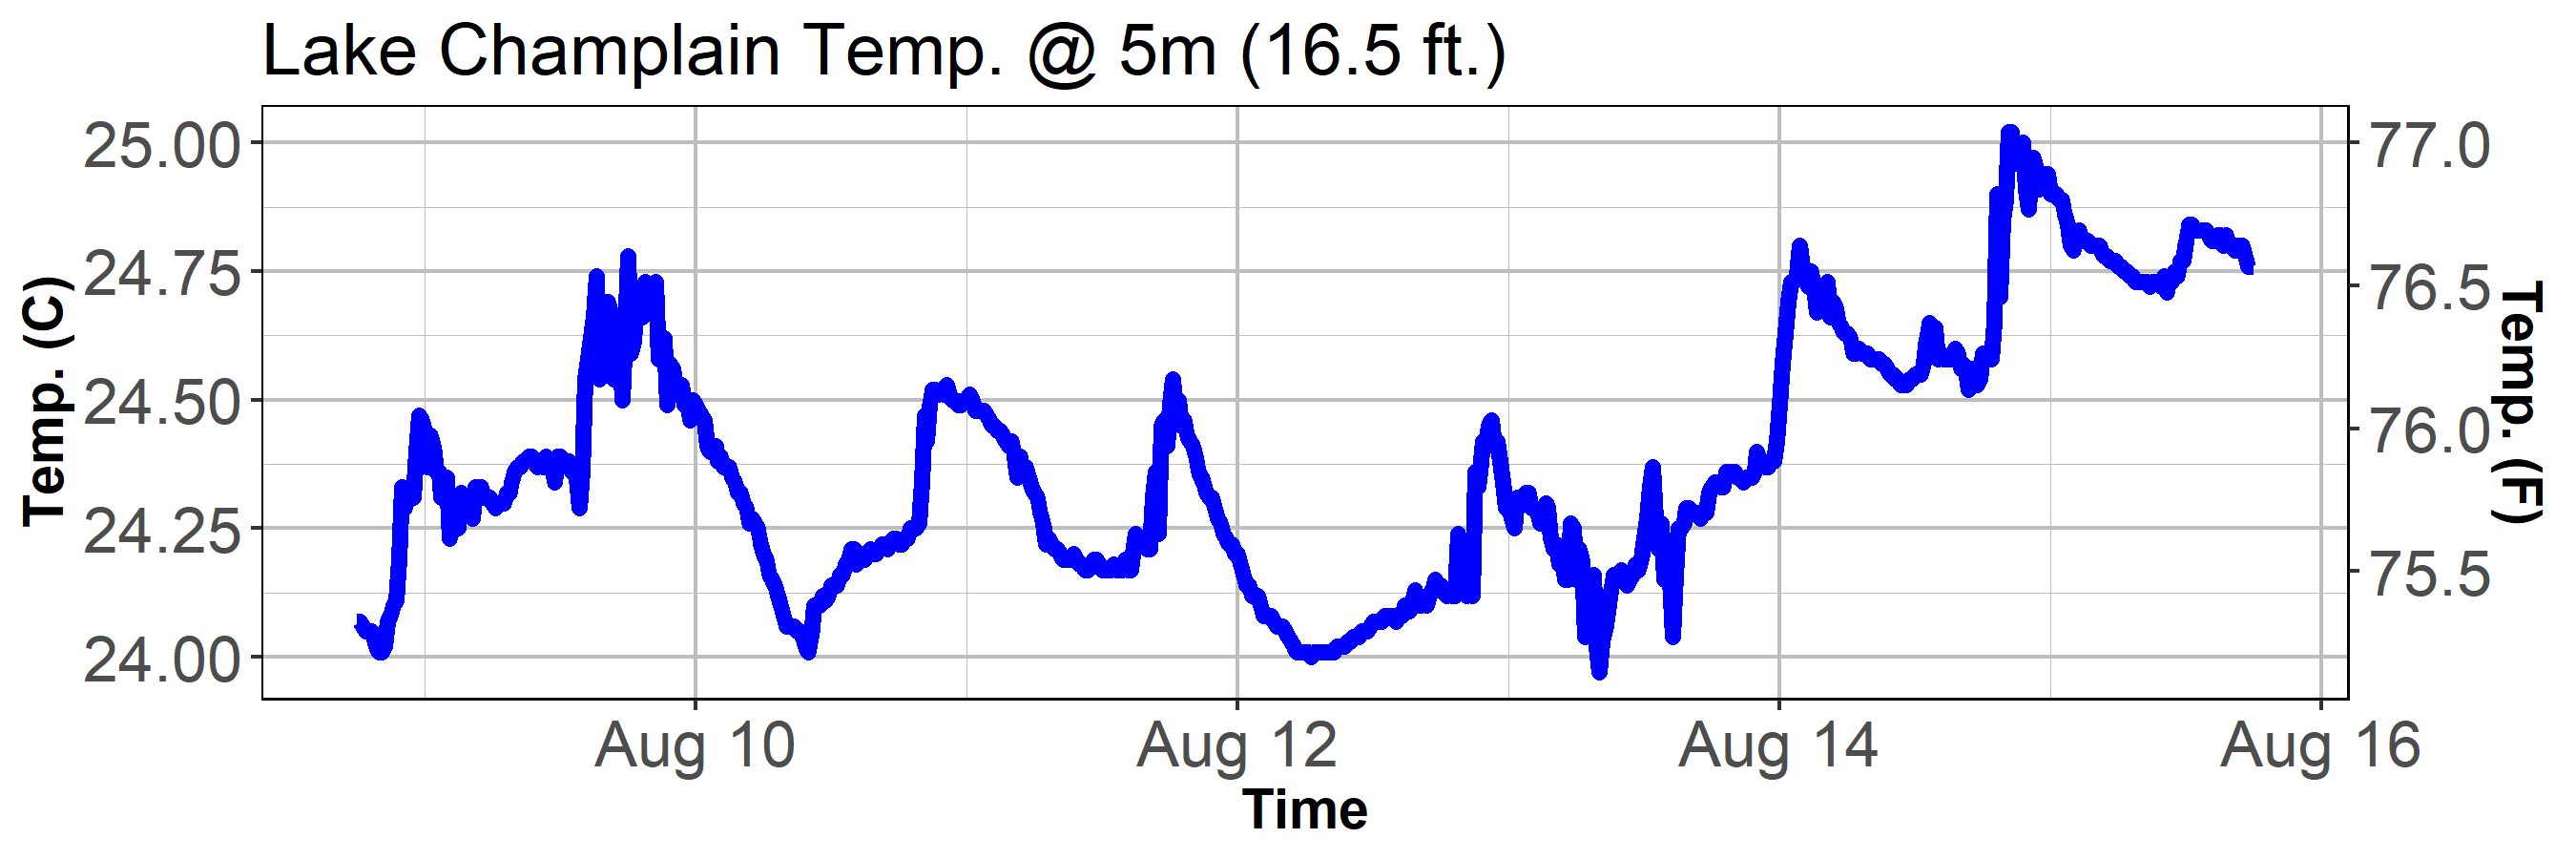 Lake Champlain Temp. @ 5m (16.5 ft.)
Temp. (C)
25.00
24.75
24.50
24.25
24.00
77.0
76.5
76.0
75.5
Temp. (F)
Aug 10
Aug 12
Aug 14
Aug 16
Time